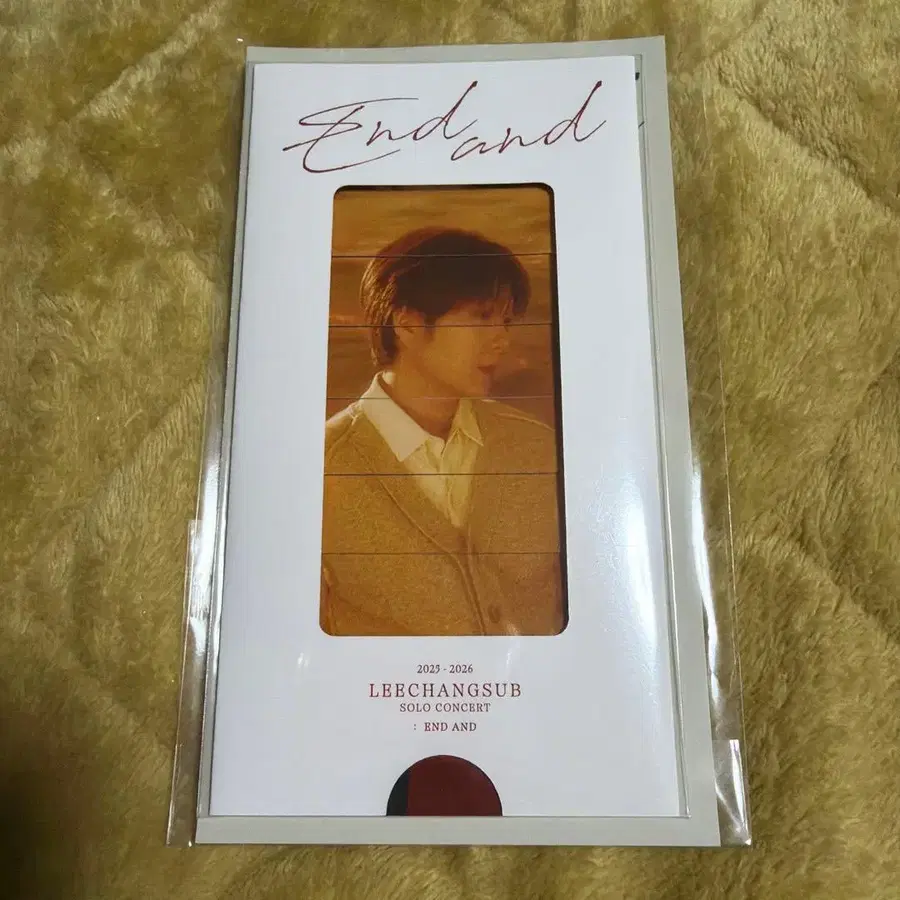 End and
2025 - 2026
LEECHANGSUB
SOLO CONCERT
: END AND